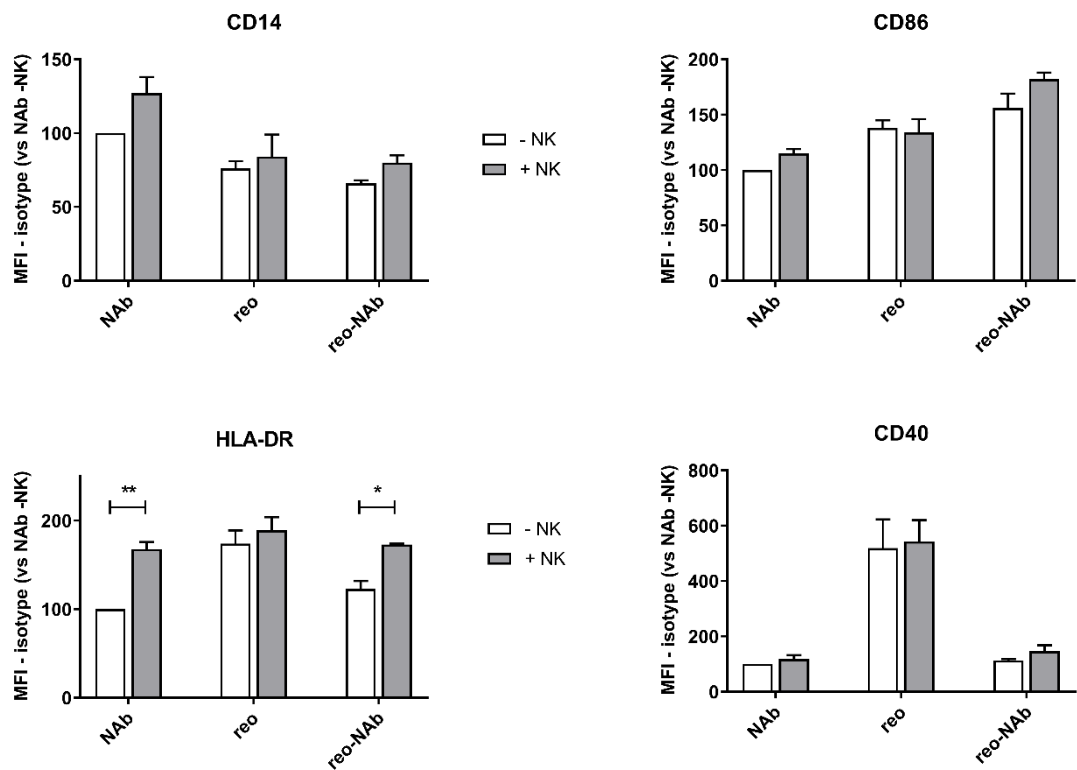 CD14
MFI - isotype (vs NAb -NK)
150
100
50
0
NAb
reo
reo-NAb
- NK
+ NK
CD86
MFI - isotype (vs NAb -NK)
200
150
100
50
0
NAb
reo
reo-NAb
HLA-DR
MFI - isotype (vs NAb -NK)
200
100
0
**
*
NAb
reo
reo-NAb
- NK
+ NK
CD40
MFI - isotype (vs NAb -NK)
800
600
400
200
0
NAb
reo
reo-NAb